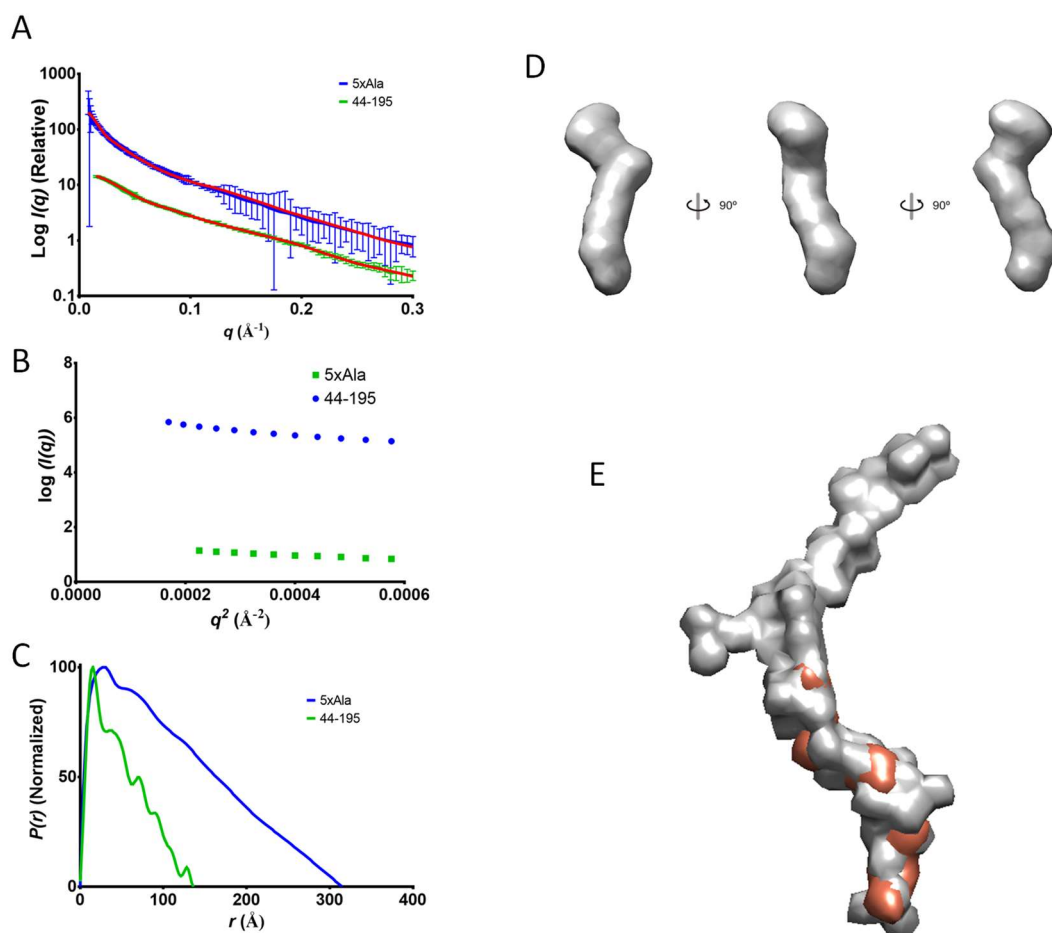 A
1000
100
10
1
0.1
Log I(q) (Relative)
5xAla
44-195
0.0
0.1
0.2
0.3
q (Å⁻¹)
B
8
6
4
2
0
log (I(q))
5xAla
44-195
0.0000
0.0002
0.0004
0.0006
q² (Å⁻²)
C
100
50
0
P(r) (Normalized)
5xAla
44-195
0
100
200
300
400
r (Å)
D
90º
90º
E